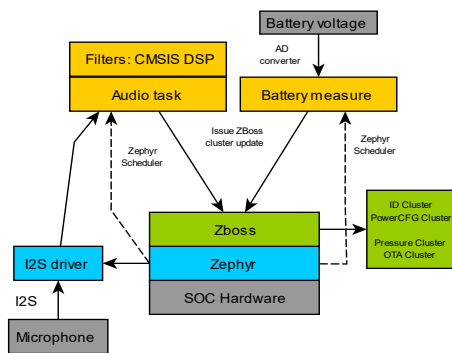 Battery voltage
AD
converter
Filters: CMSIS DSP
Audio task
Battery measure
Issue ZBoss
cluster update
Zephyr
Scheduler
Zephyr
Scheduler
ID Cluster
PowerCFG Cluster
Pressure Cluster
OTA Cluster
Zboss
Zephyr
SOC Hardware
I2S driver
I2S
Microphone